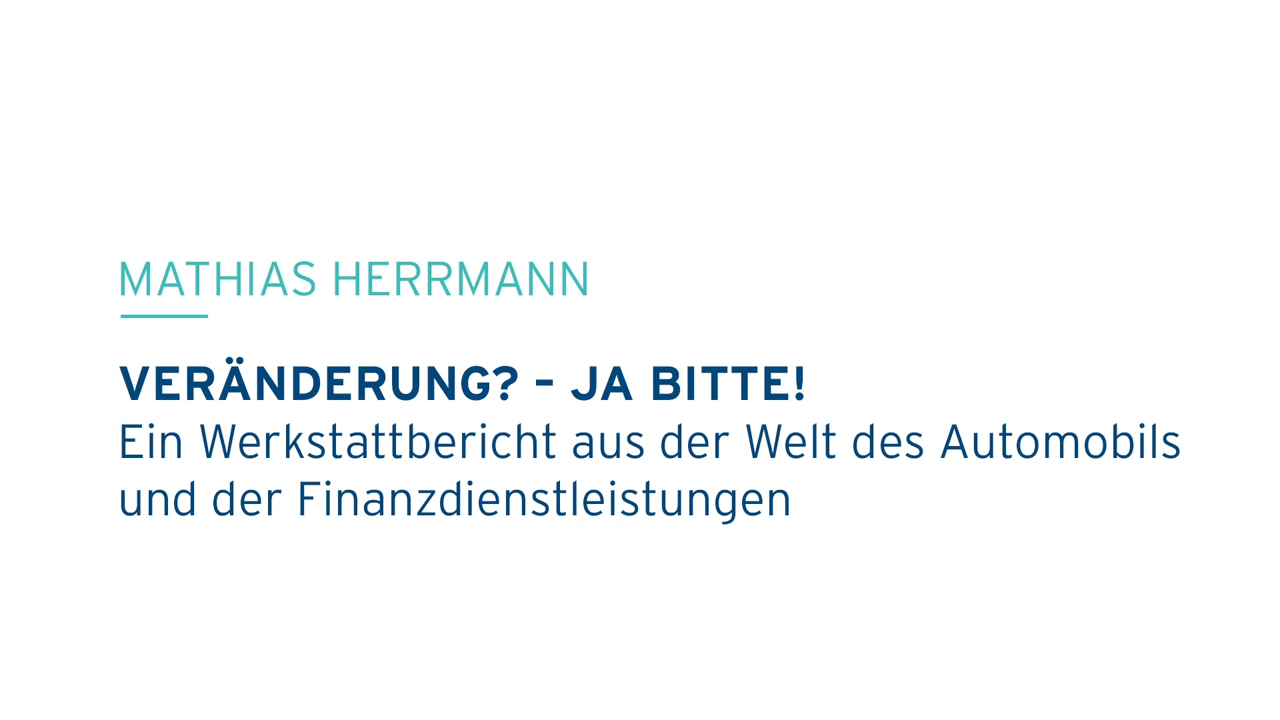 MATHIAS HERRMANN
VERÄNDERUNG? – JA BITTE!
Ein Werkstattbericht aus der Welt des Automobils
und der Finanzdienstleistungen